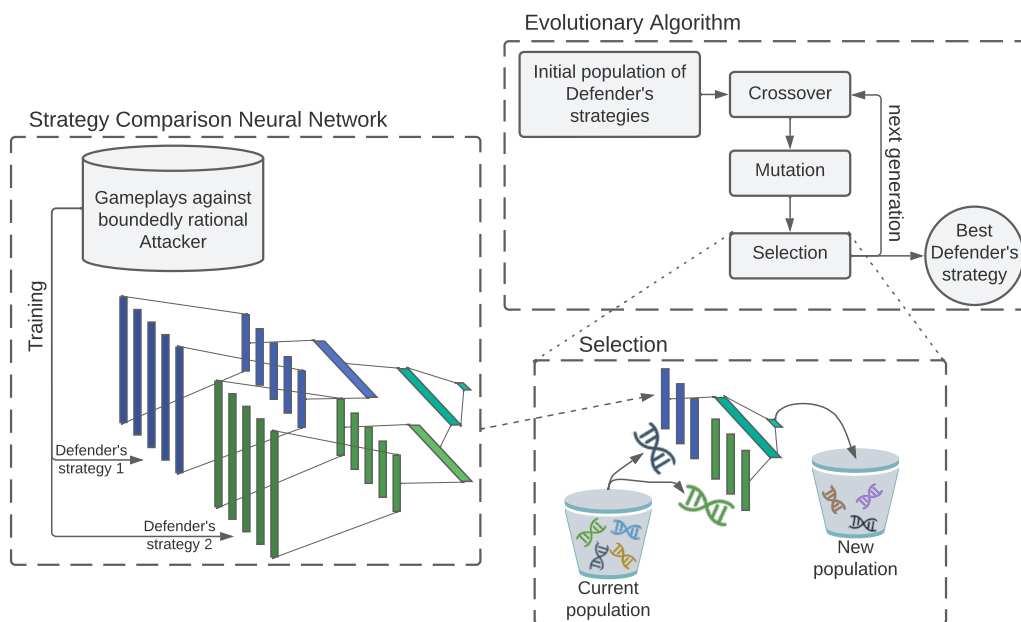 Evolutionary Algorithm
Initial population of
Defender's
strategies
Crossover
next generation
Mutation
Selection
Best
Defender's
strategy
Strategy Comparison Neural Network
Gameplays against
boundedly rational
Attacker
Training
Defender's
strategy 1
Defender's
strategy 2
Selection
Current
population
New
population